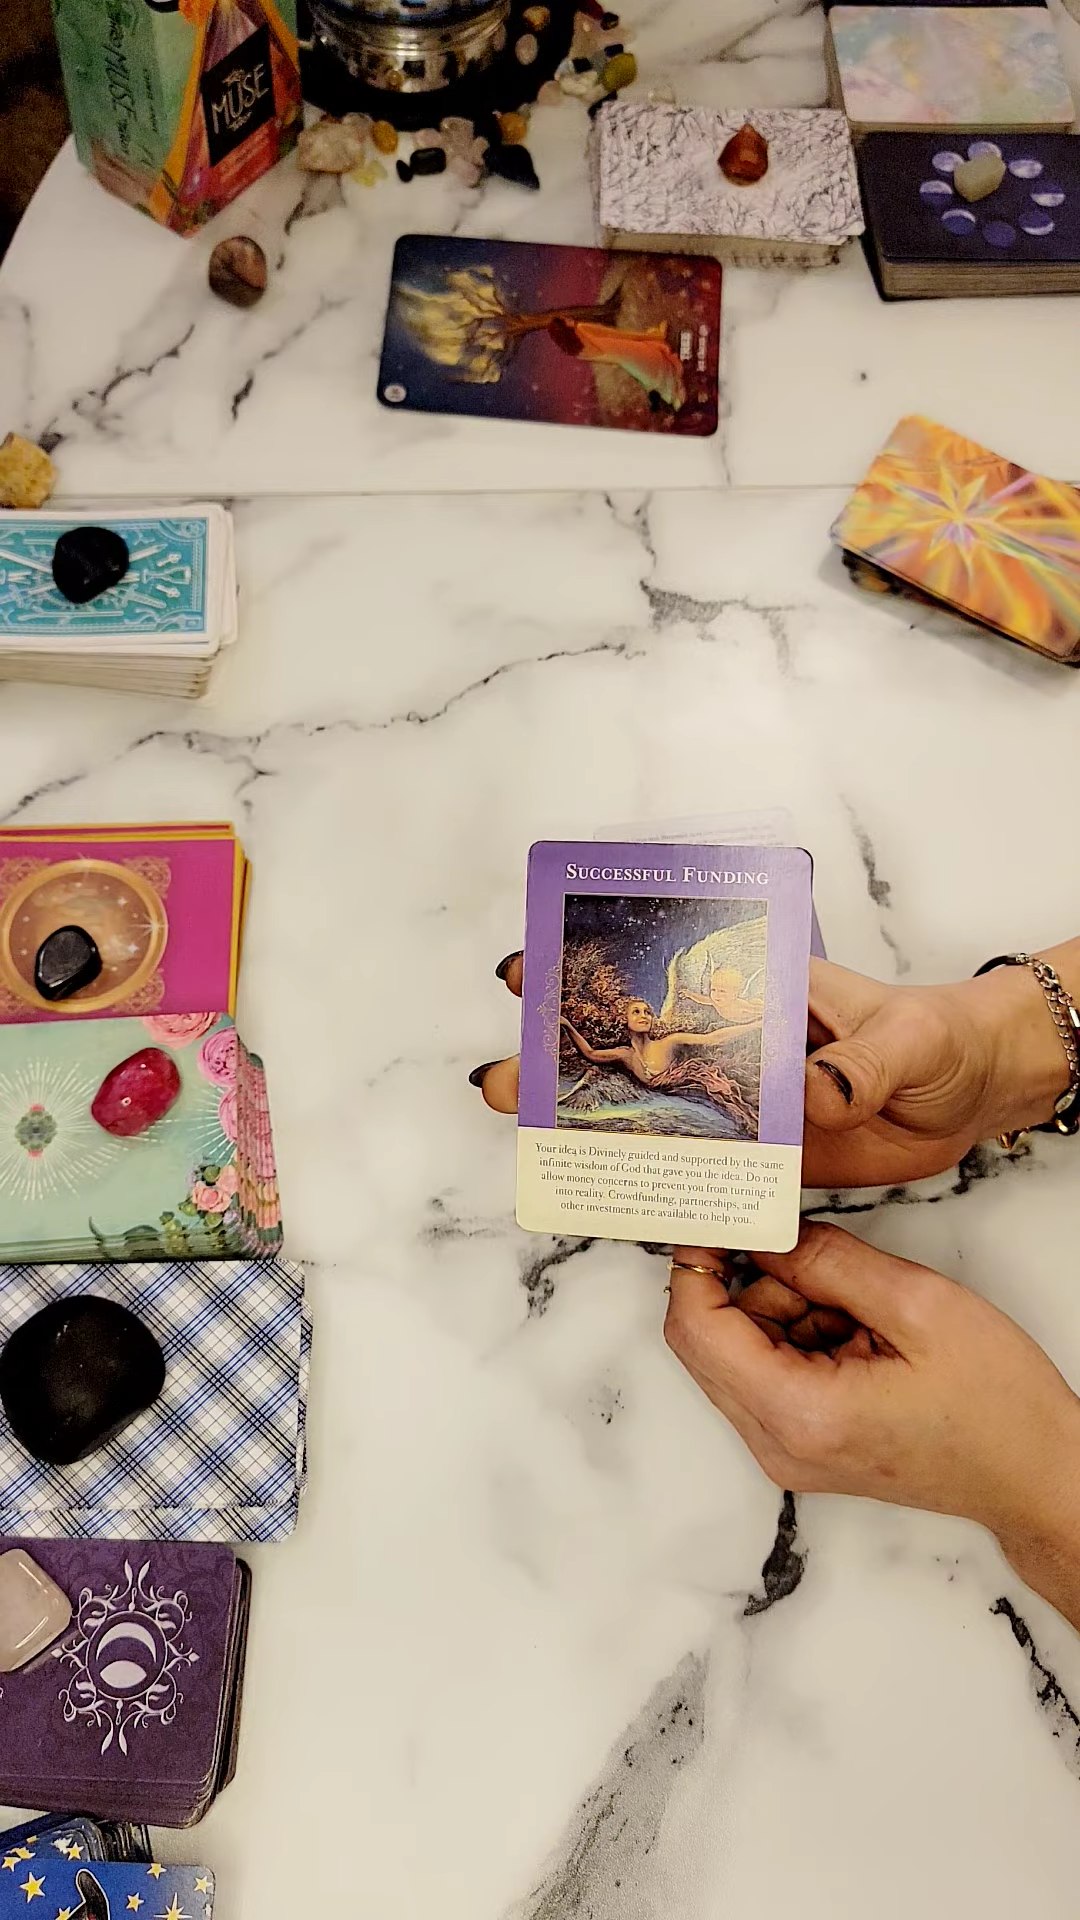 THE
MUSE
SUCCESSFUL FUNDING
Your idea is Divinely guided and supported by the same
infinite wisdom of God that gave you the idea. Do not
allow money concerns to prevent you from turning it
into reality. Crowdfunding, partnerships, and
other investments are available to help you.